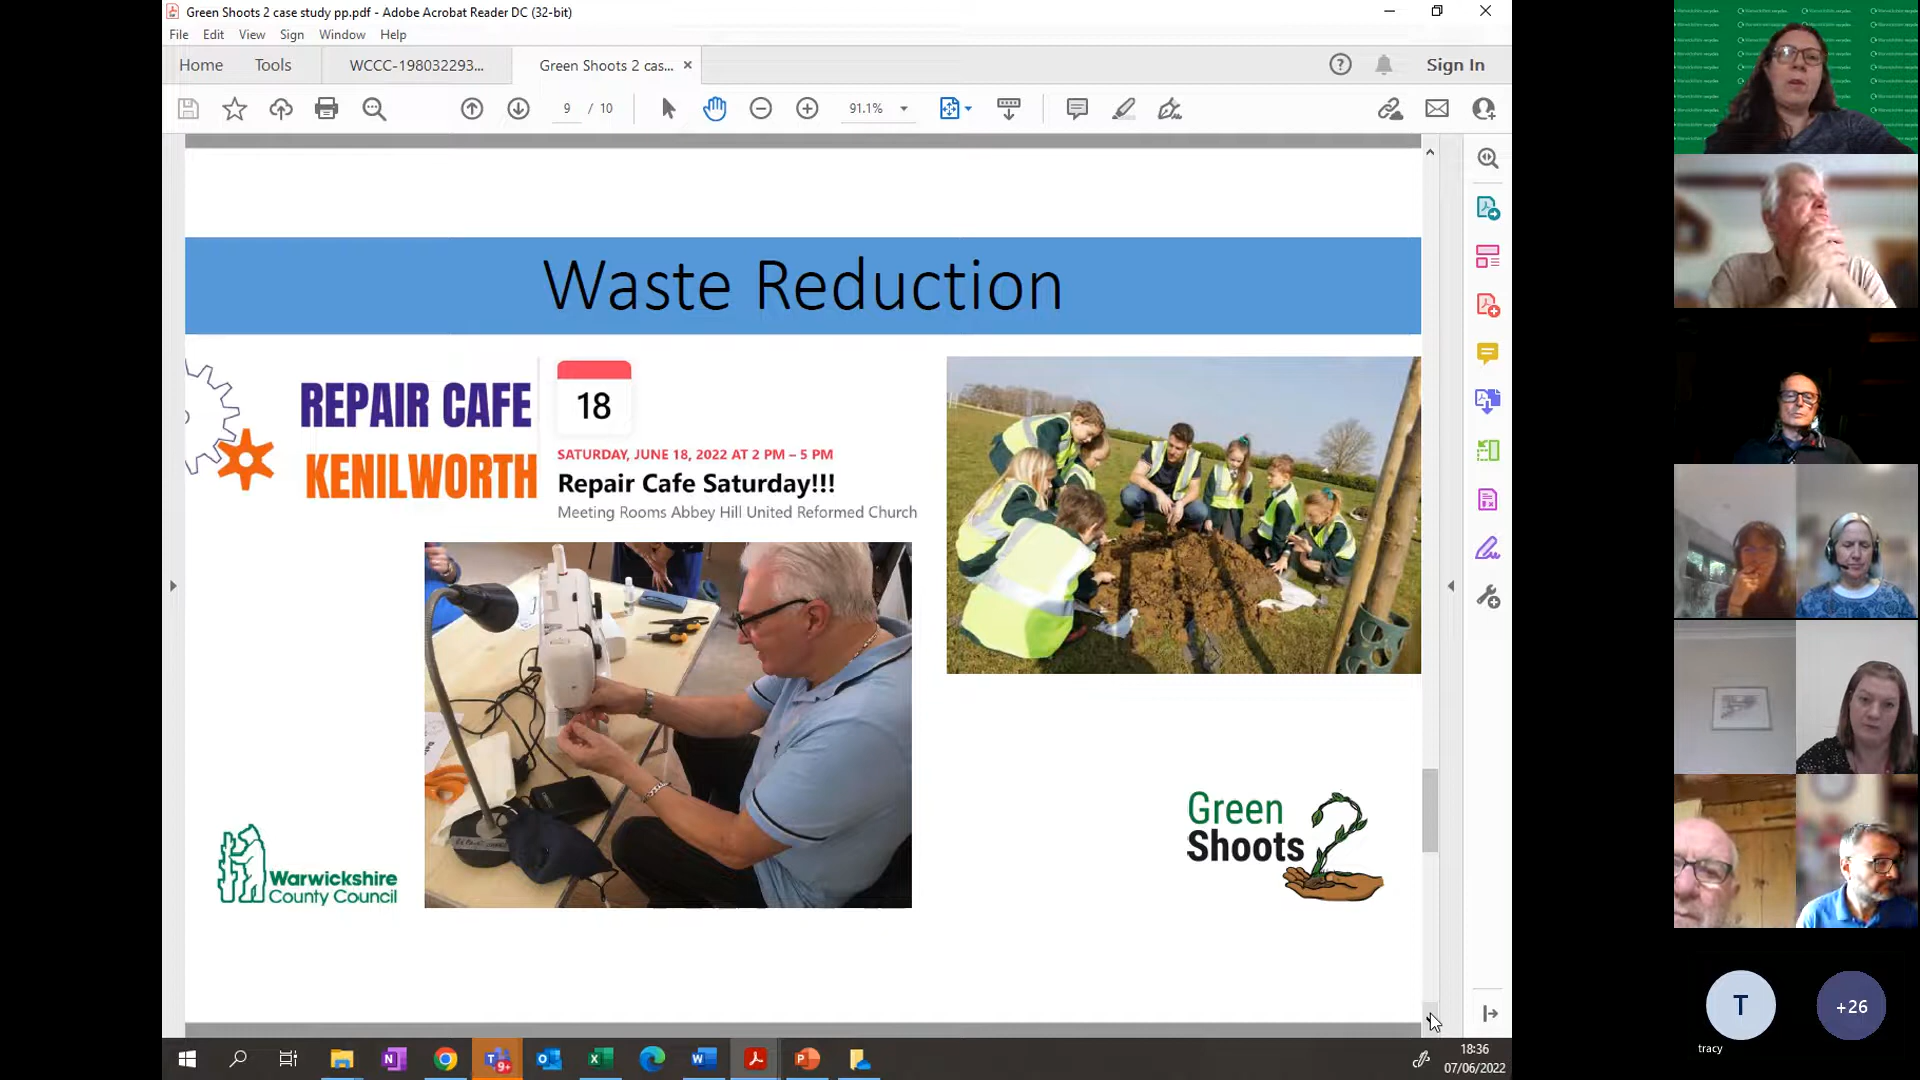 Green Shoots 2 case study pp.pdf - Adobe Acrobat Reader DC (32-bit)
File Edit View Sign Window Help
Home Tools WCCC-198032293... Green Shoots 2 cas... × Sign In
9 / 10 91.1%
Waste Reduction
REPAIR CAFE
KENILWORTH
18
SATURDAY, JUNE 18, 2022 AT 2 PM – 5 PM
Repair Cafe Saturday!!!
Meeting Rooms Abbey Hill United Reformed Church
Warwickshire
County Council
Green
Shoots 2
T
+26
tracy
9+
18:36
07/06/2022